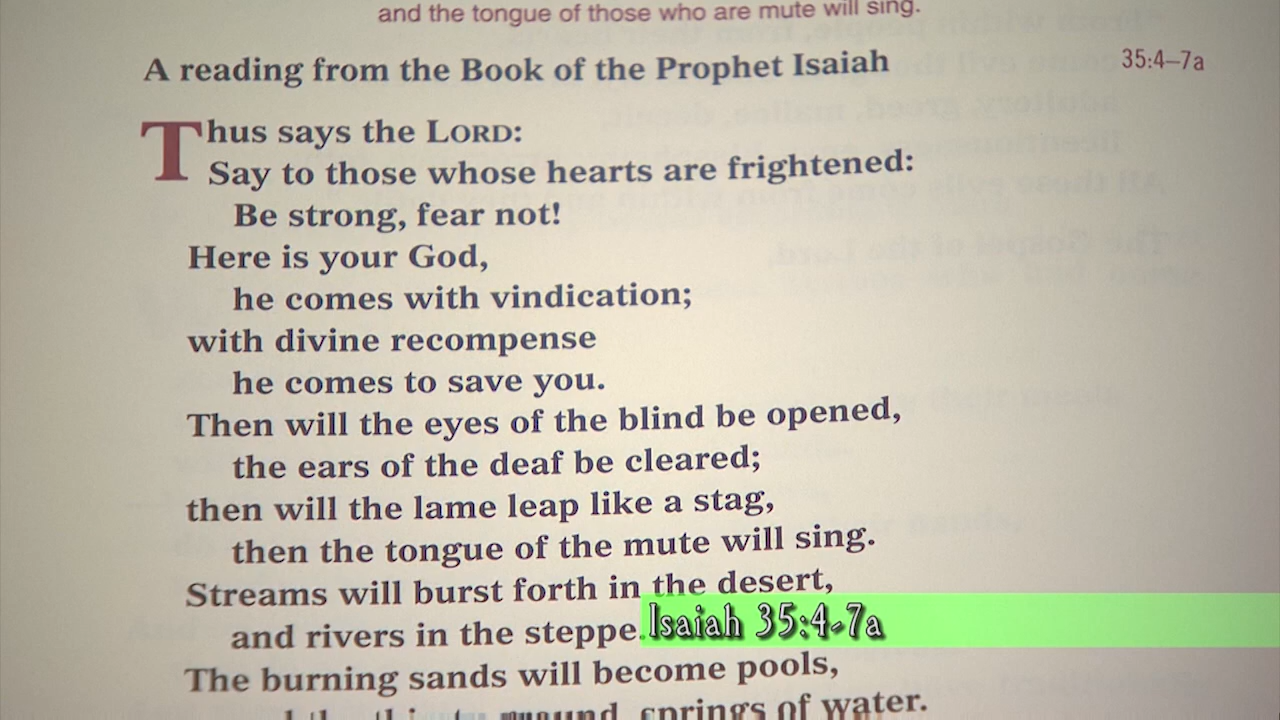 and the tongue of those who are mute will sing.
A reading from the Book of the Prophet Isaiah 35:4–7a
Thus says the LORD:
Say to those whose hearts are frightened:
Be strong, fear not!
Here is your God,
he comes with vindication;
with divine recompense
he comes to save you.
Then will the eyes of the blind be opened,
the ears of the deaf be cleared;
then will the lame leap like a stag,
then the tongue of the mute will sing.
Streams will burst forth in the desert,
and rivers in the steppe.
Isaiah 35:4-7a
The burning sands will become pools,
ground, springs of water.